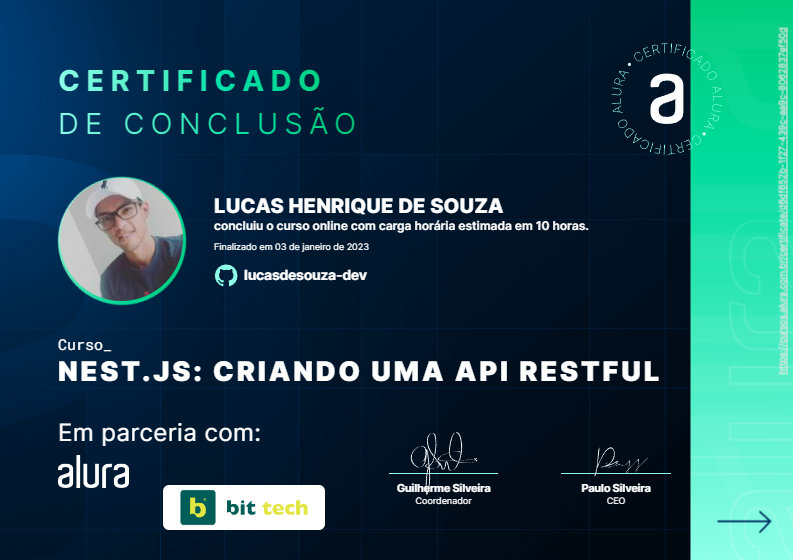 CERTIFICADO
DE CONCLUSÃO
CERTIFICADO ALURA • CERTIFICADO ALURA •
a
LUCAS HENRIQUE DE SOUZA
concluiu o curso online com carga horária estimada em 10 horas.
Finalizado em 03 de janeiro de 2023
lucasdesouza-dev
Curso_
NEST.JS: CRIANDO UMA API RESTFUL
Em parceria com:
alura
b
bit tech
Guilherme Silveira
Coordenador
Paulo Silveira
CEO